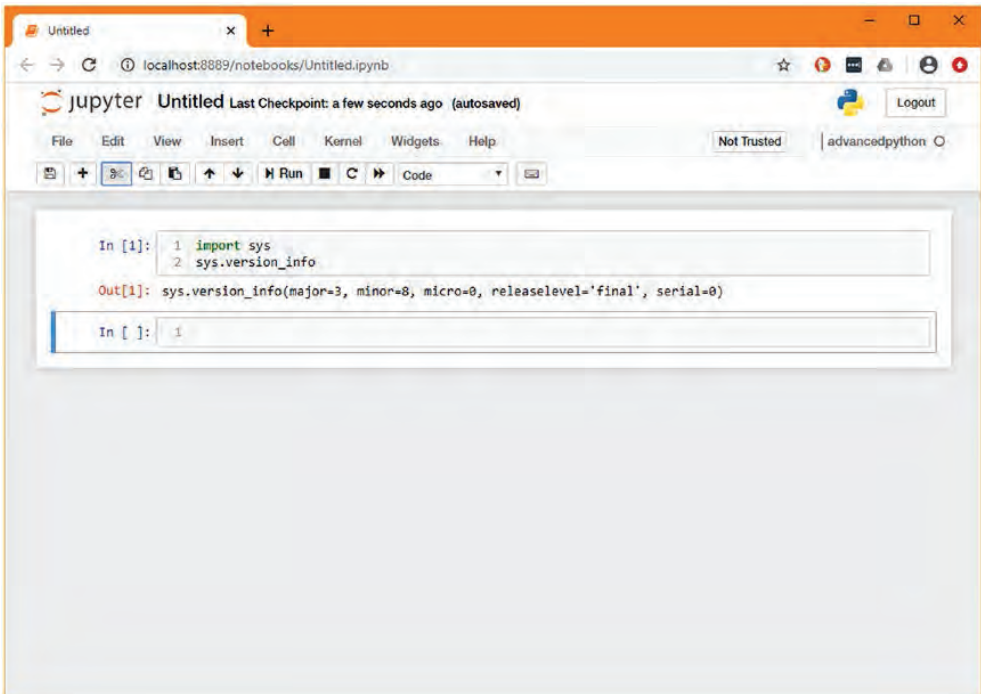 Untitled
localhost:8889/notebooks/Untitled.ipynb
jupyter Untitled Last Checkpoint: a few seconds ago (autosaved)
Logout
File Edit View Insert Cell Kernel Widgets Help Not Trusted advancedpython
Run Code
In [1]: 1 import sys
2 sys.version_info
Out[1]: sys.version_info(major=3, minor=8, micro=0, releaselevel='final', serial=0)
In [ ]: 1